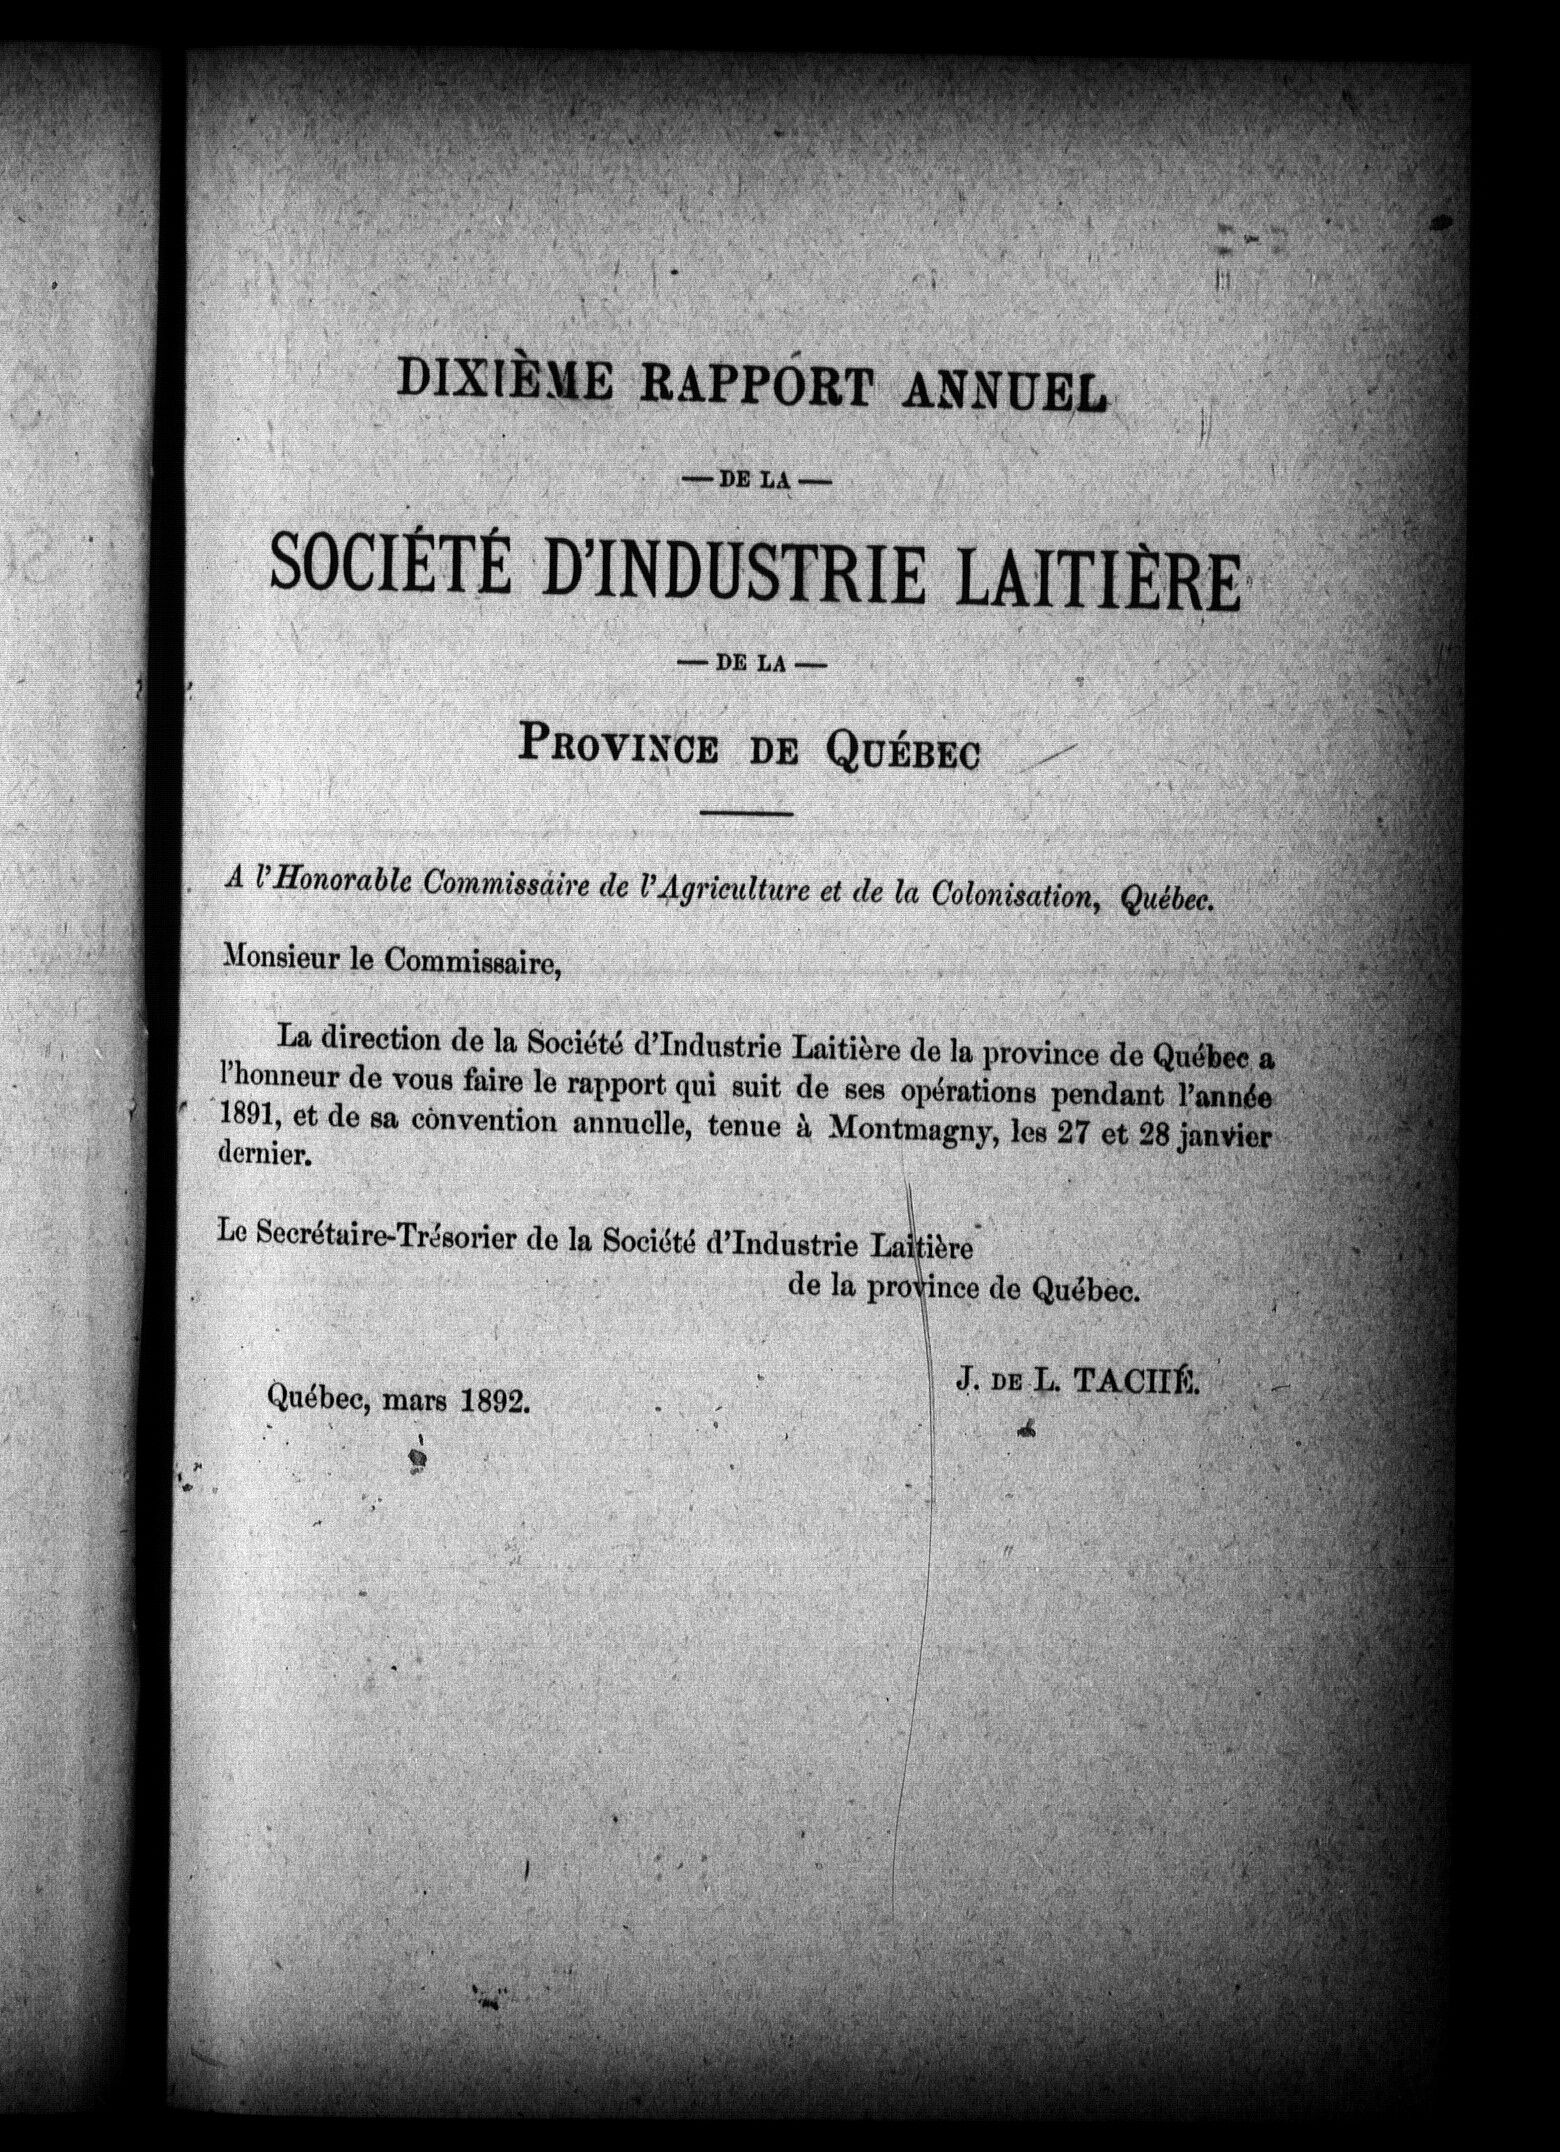 DIXIÈME RAPPORT ANNUEL
— DE LA —
SOCIÉTÉ D'INDUSTRIE LAITIÈRE
— DE LA —
PROVINCE DE QUÉBEC
A l'Honorable Commissaire de l'Agriculture et de la Colonisation, Québec.
Monsieur le Commissaire,
La direction de la Société d'Industrie Laitière de la province de Québec a
l'honneur de vous faire le rapport qui suit de ses opérations pendant l'année
1891, et de sa convention annuelle, tenue à Montmagny, les 27 et 28 janvier
dernier.
Le Secrétaire-Trésorier de la Société d'Industrie Laitière
de la province de Québec.
J. DE L. TACHÉ.
Québec, mars 1892.